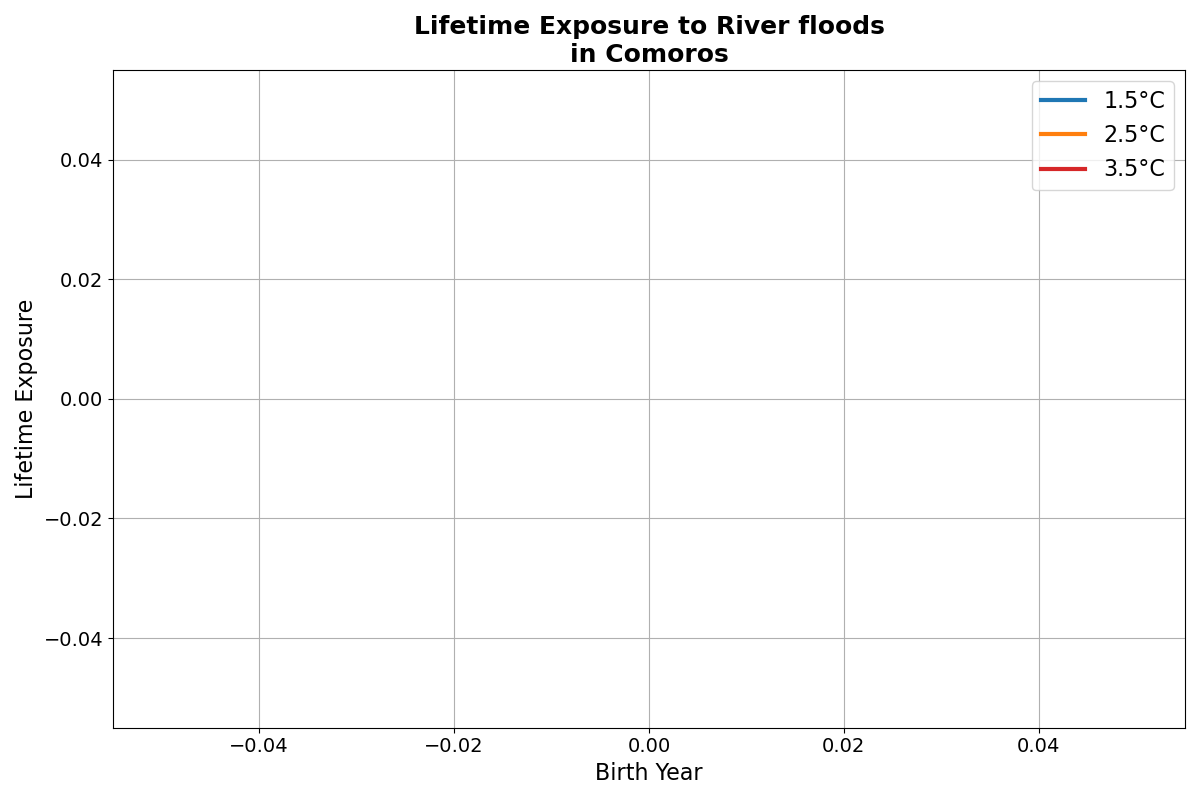 Lifetime Exposure to River floods
in Comoros
1.5°C
2.5°C
3.5°C
0.04
0.02
0.00
−0.02
−0.04
Lifetime Exposure
−0.04
−0.02
0.00
0.02
0.04
Birth Year